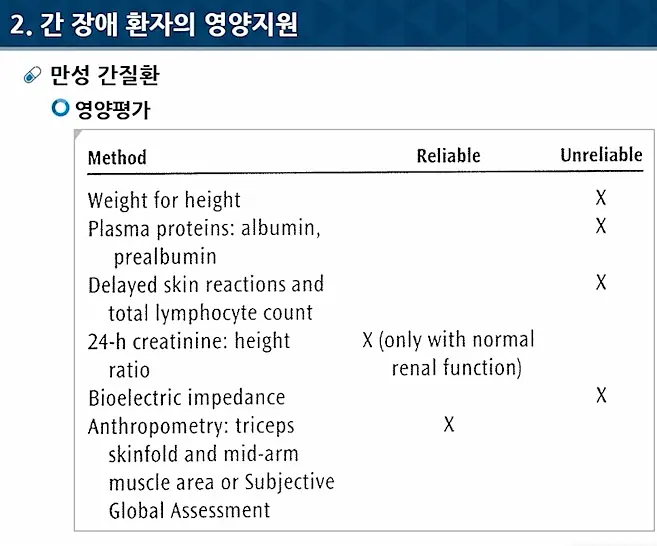 2. 간 장애 환자의 영양지원
만성 간질환
영양평가
Method Reliable Unreliable
Weight for height X
Plasma proteins: albumin, X
prealbumin
Delayed skin reactions and X
total lymphocyte count
24-h creatinine: height X (only with normal
ratio renal function)
Bioelectric impedance X
Anthropometry: triceps X
skinfold and mid-arm
muscle area or Subjective
Global Assessment